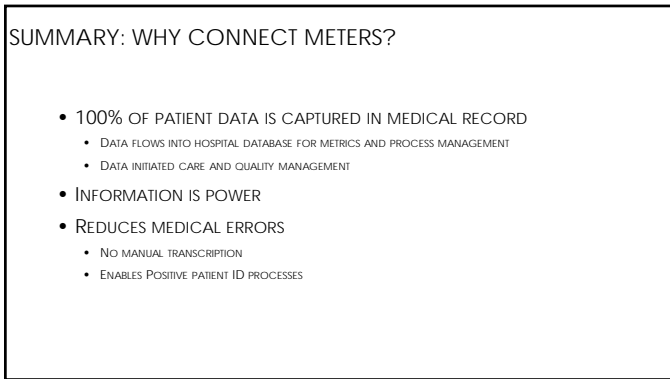 SUMMARY: WHY CONNECT METERS?
• 100% OF PATIENT DATA IS CAPTURED IN MEDICAL RECORD
• DATA FLOWS INTO HOSPITAL DATABASE FOR METRICS AND PROCESS MANAGEMENT
• DATA INITIATED CARE AND QUALITY MANAGEMENT
• INFORMATION IS POWER
• REDUCES MEDICAL ERRORS
• NO MANUAL TRANSCRIPTION
• ENABLES POSITIVE PATIENT ID PROCESSES